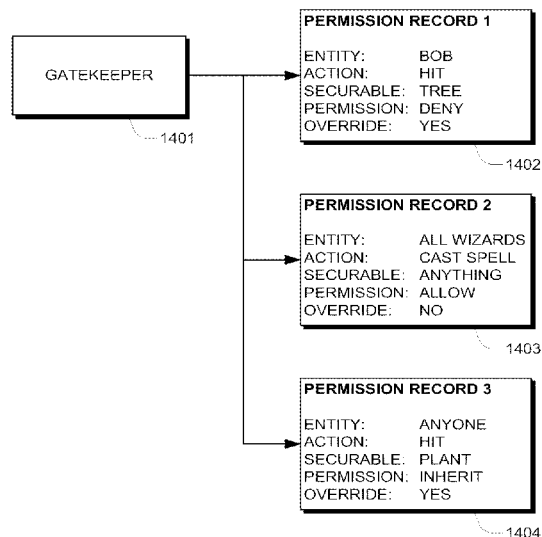 GATEKEEPER
1401
PERMISSION RECORD 1
ENTITY: BOB
ACTION: HIT
SECURABLE: TREE
PERMISSION: DENY
OVERRIDE: YES
1402
PERMISSION RECORD 2
ENTITY: ALL WIZARDS
ACTION: CAST SPELL
SECURABLE: ANYTHING
PERMISSION: ALLOW
OVERRIDE: NO
1403
PERMISSION RECORD 3
ENTITY: ANYONE
ACTION: HIT
SECURABLE: PLANT
PERMISSION: INHERIT
OVERRIDE: YES
1404